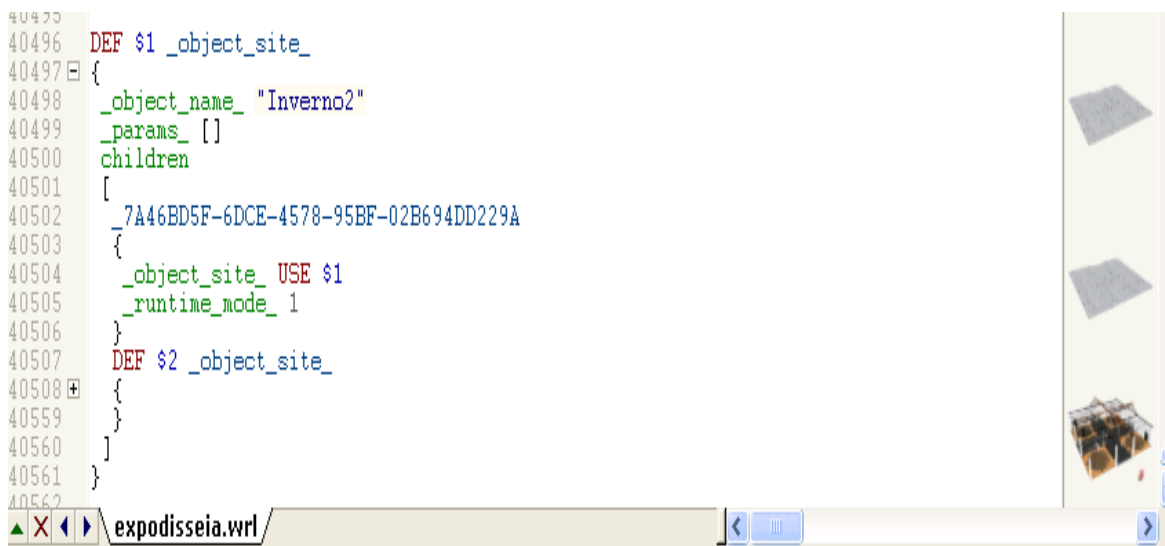 40495
40496 DEF $1 _object_site_
40497 {
40498 _object_name_ "Inverno2"
40499 _params_ []
40500 children
40501 [
40502 _7A46BD5F-6DCE-4578-95BF-02B694DD229A
40503 {
40504 _object_site_ USE $1
40505 _runtime_mode_ 1
40506 }
40507 DEF $2 _object_site_
40508 {
40559 }
40560 ]
40561 }
40562
expodisseia.wrl